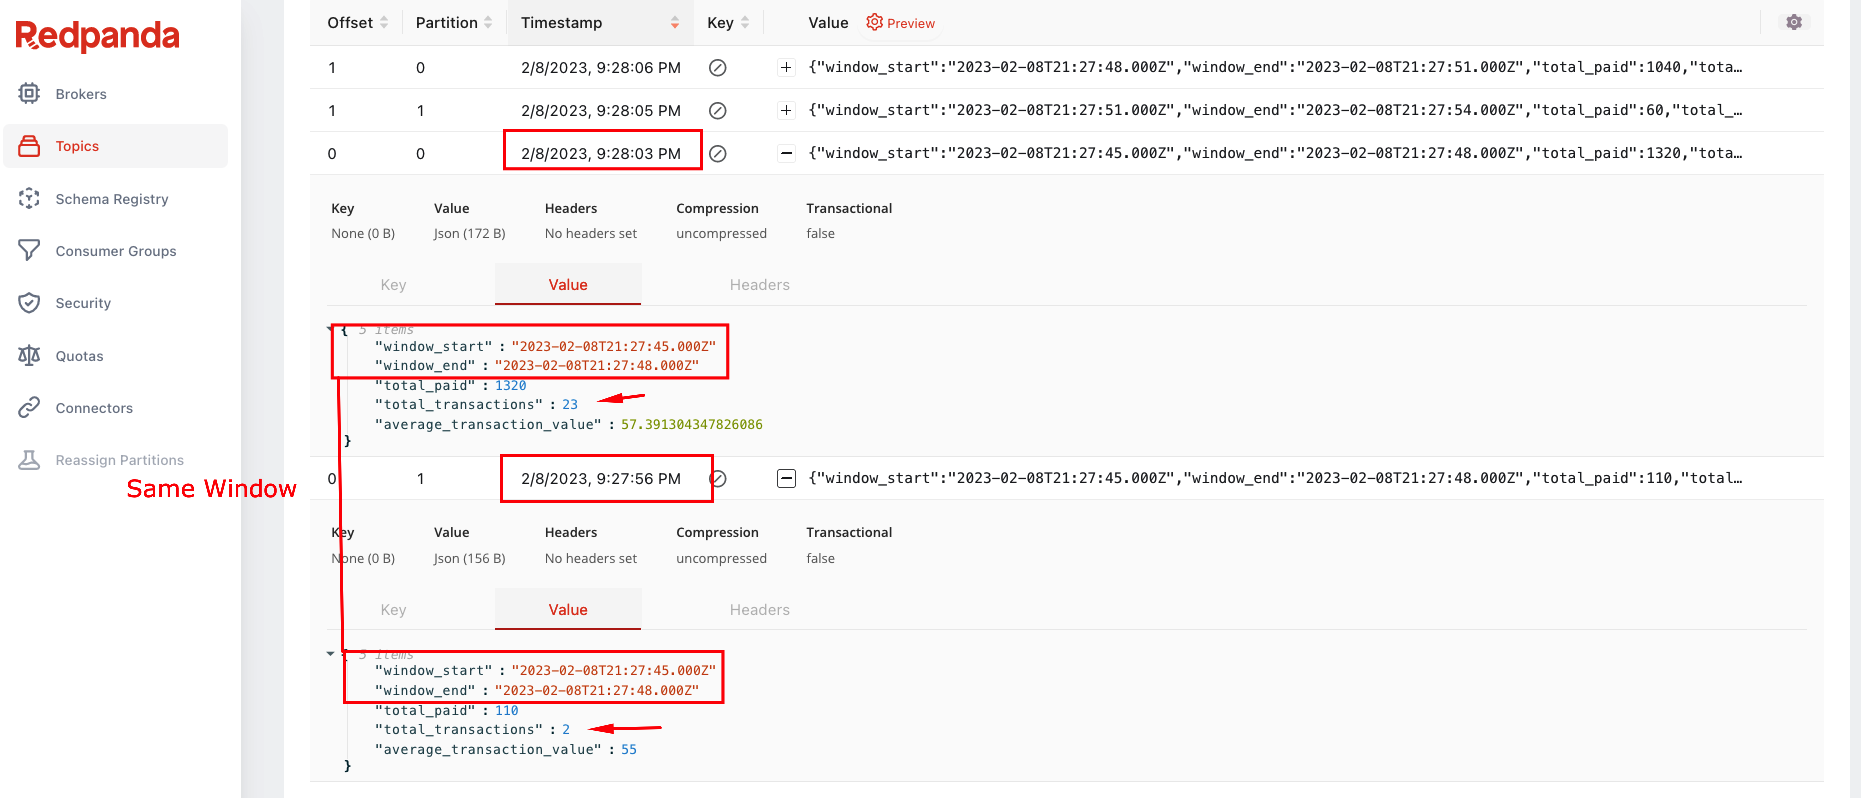 Redpanda
Brokers
Topics
Schema Registry
Consumer Groups
Security
Quotas
Connectors
Reassign Partitions
Offset Partition Timestamp Key Value Preview
1 0 2/8/2023, 9:28:06 PM {"window_start":"2023-02-08T21:27:48.000Z","window_end":"2023-02-08T21:27:51.000Z","total_paid":1040,"tota…
1 1 2/8/2023, 9:28:05 PM {"window_start":"2023-02-08T21:27:51.000Z","window_end":"2023-02-08T21:27:54.000Z","total_paid":60,"total_…
0 0 2/8/2023, 9:28:03 PM {"window_start":"2023-02-08T21:27:45.000Z","window_end":"2023-02-08T21:27:48.000Z","total_paid":1320,"tota…
Key Value Headers Compression Transactional
None (0 B) Json (172 B) No headers set uncompressed false
Key Value Headers
{ 5 items
"window_start" : "2023-02-08T21:27:45.000Z"
"window_end" : "2023-02-08T21:27:48.000Z"
"total_paid" : 1320
"total_transactions" : 23
"average_transaction_value" : 57.391304347826086
}
0 1 2/8/2023, 9:27:56 PM {"window_start":"2023-02-08T21:27:45.000Z","window_end":"2023-02-08T21:27:48.000Z","total_paid":110,"total…
Same Window
Key Value Headers Compression Transactional
None (0 B) Json (156 B) No headers set uncompressed false
Key Value Headers
{ 5 items
"window_start" : "2023-02-08T21:27:45.000Z"
"window_end" : "2023-02-08T21:27:48.000Z"
"total_paid" : 110
"total_transactions" : 2
"average_transaction_value" : 55
}